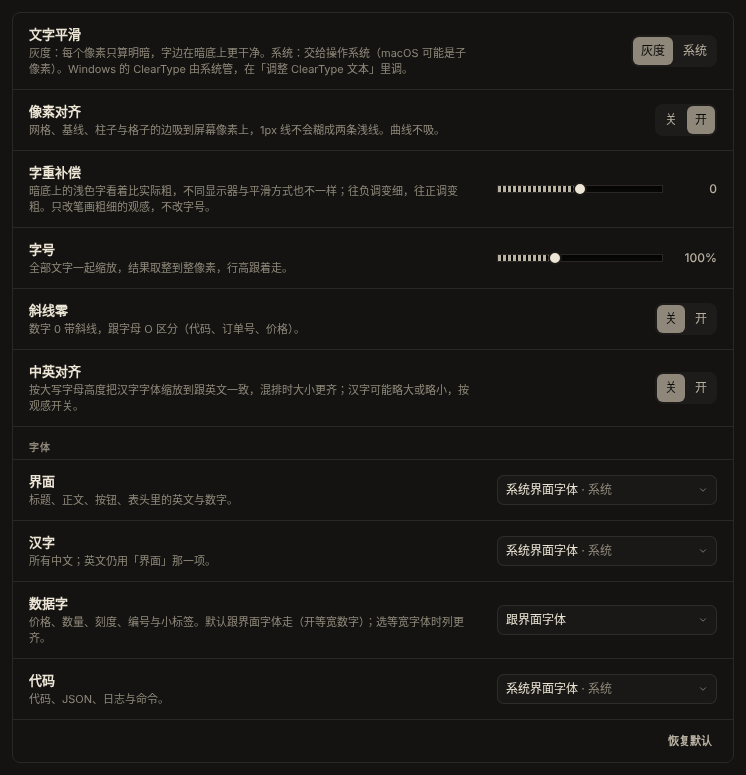 文字平滑
灰度：每个像素只算明暗，字边在暗底上更干净。系统：交给操作系统（macOS 可能是子
像素）。Windows 的 ClearType 由系统管，在「调整 ClearType 文本」里调。
灰度 系统
像素对齐
网格、基线、柱子与格子的边吸到屏幕像素上，1px 线不会糊成两条浅线。曲线不吸。
关 开
字重补偿
暗底上的浅色字看着比实际粗，不同显示器与平滑方式也不一样；往负调变细，往正调变
粗。只改笔画粗细的观感，不改字号。
0
字号
全部文字一起缩放，结果取整到整像素，行高跟着走。
100%
斜线零
数字 0 带斜线，跟字母 O 区分（代码、订单号、价格）。
关 开
中英对齐
按大写字母高度把汉字字体缩放到跟英文一致，混排时大小更齐；汉字可能略大或略小，按
观感开关。
关 开
字体
界面
标题、正文、按钮、表头里的英文与数字。
系统界面字体 · 系统
汉字
所有中文；英文仍用「界面」那一项。
系统界面字体 · 系统
数据字
价格、数量、刻度、编号与小标签。默认跟界面字体走（开等宽数字）；选等宽字体时列更
齐。
跟界面字体
代码
代码、JSON、日志与命令。
系统界面字体 · 系统
恢复默认